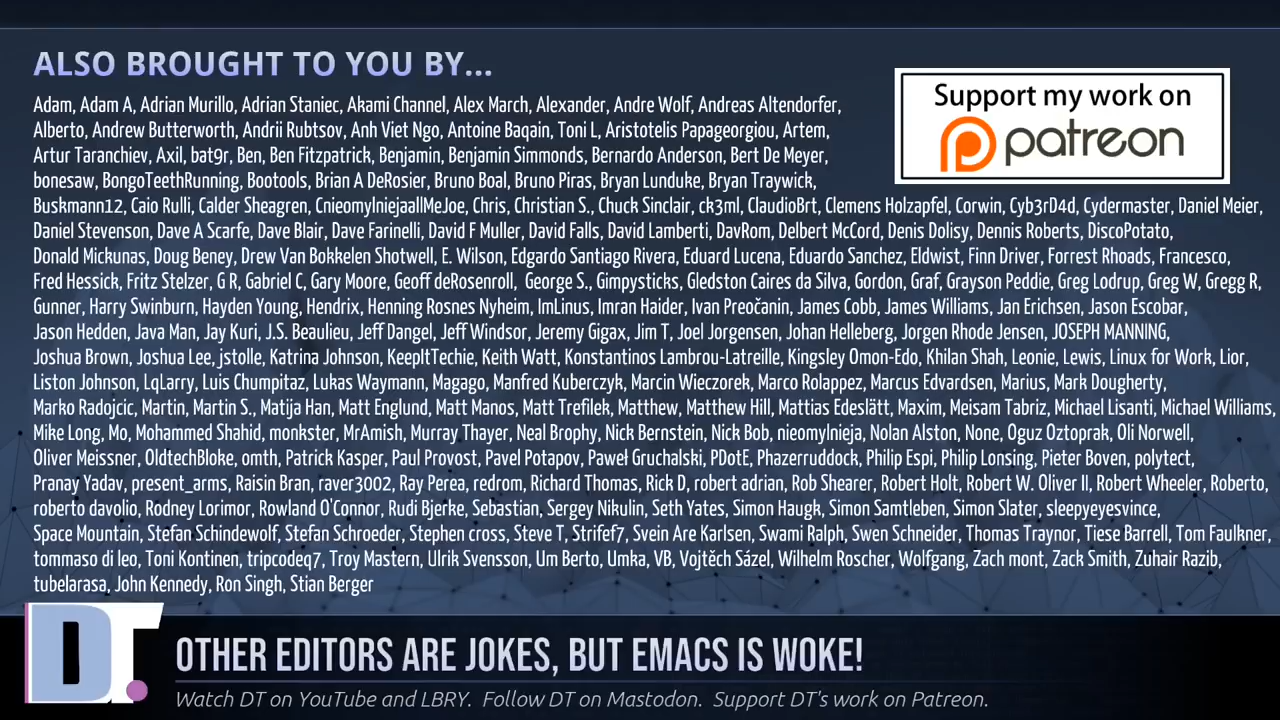 ALSO BROUGHT TO YOU BY...
Support my work on
patreon
Adam, Adam A, Adrian Murillo, Adrian Staniec, Akami Channel, Alex March, Alexander, Andre Wolf, Andreas Altendorfer,
Alberto, Andrew Butterworth, Andrii Rubtsov, Anh Viet Ngo, Antoine Baqain, Toni L, Aristotelis Papageorgiou, Artem,
Artur Taranchiev, Axil, bat9r, Ben, Ben Fitzpatrick, Benjamin, Benjamin Simmonds, Bernardo Anderson, Bert De Meyer,
bonesaw, BongoTeethRunning, Bootools, Brian A DeRosier, Bruno Boal, Bruno Piras, Bryan Lunduke, Bryan Traywick,
Buskmann12, Caio Rulli, Calder Sheagren, CnieomylniejaallMeJoe, Chris, Christian S., Chuck Sinclair, ck3ml, ClaudioBrt, Clemens Holzapfel, Corwin, Cyb3rD4d, Cydermaster, Daniel Meier,
Daniel Stevenson, Dave A Scarfe, Dave Blair, Dave Farinelli, David F Muller, David Falls, David Lamberti, DavRom, Delbert McCord, Denis Dolisy, Dennis Roberts, DiscoPotato,
Donald Mickunas, Doug Beney, Drew Van Bokkelen Shotwell, E. Wilson, Edgardo Santiago Rivera, Eduard Lucena, Eduardo Sanchez, Eldwist, Finn Driver, Forrest Rhoads, Francesco,
Fred Hessick, Fritz Stelzer, G R, Gabriel C, Gary Moore, Geoff deRosenroll, George S., Gimpysticks, Gledston Caires da Silva, Gordon, Graf, Grayson Peddie, Greg Lodrup, Greg W, Gregg R,
Gunner, Harry Swinburn, Hayden Young, Hendrix, Henning Rosnes Nyheim, ImLinus, Imran Haider, Ivan Preočanin, James Cobb, James Williams, Jan Erichsen, Jason Escobar,
Jason Hedden, Java Man, Jay Kuri, J.S. Beaulieu, Jeff Dangel, Jeff Windsor, Jeremy Gigax, Jim T, Joel Jorgensen, Johan Helleberg, Jorgen Rhode Jensen, JOSEPH MANNING,
Joshua Brown, Joshua Lee, jstolle, Katrina Johnson, KeepItTechie, Keith Watt, Konstantinos Lambrou-Latreille, Kingsley Omon-Edo, Khilan Shah, Leonie, Lewis, Linux for Work, Lior,
Liston Johnson, LqLarry, Luis Chumpitaz, Lukas Waymann, Magago, Manfred Kuberczyk, Marcin Wieczorek, Marco Rolappez, Marcus Edvardsen, Marius, Mark Dougherty,
Marko Radojcic, Martin, Martin S., Matija Han, Matt Englund, Matt Manos, Matt Trefilek, Matthew, Matthew Hill, Mattias Edeslätt, Maxim, Meisam Tabriz, Michael Lisanti, Michael Williams,
Mike Long, Mo, Mohammed Shahid, monkster, MrAmish, Murray Thayer, Neal Brophy, Nick Bernstein, Nick Bob, nieomylnieja, Nolan Alston, None, Oguz Oztoprak, Oli Norwell,
Oliver Meissner, OldtechBloke, omth, Patrick Kasper, Paul Provost, Pavel Potapov, Paweł Gruchalski, PDotE, Phazerruddock, Philip Espi, Philip Lonsing, Pieter Boven, polytect,
Pranay Yadav, present_arms, Raisin Bran, raver3002, Ray Perea, redrom, Richard Thomas, Rick D, robert adrian, Rob Shearer, Robert Holt, Robert W. Oliver II, Robert Wheeler, Roberto,
roberto davolio, Rodney Lorimor, Rowland O'Connor, Rudi Bjerke, Sebastian, Sergey Nikulin, Seth Yates, Simon Haugk, Simon Samtleben, Simon Slater, sleepyeyesvince,
Space Mountain, Stefan Schindewolf, Stefan Schroeder, Stephen cross, Steve T, Strifef7, Svein Are Karlsen, Swami Ralph, Swen Schneider, Thomas Traynor, Tiese Barrell, Tom Faulkner,
tommaso di leo, Toni Kontinen, tripcodeq7, Troy Mastern, Ulrik Svensson, Um Berto, Umka, VB, Vojtěch Sázel, Wilhelm Roscher, Wolfgang, Zach mont, Zack Smith, Zuhair Razib,
tubelarasa, John Kennedy, Ron Singh, Stian Berger
DT.
OTHER EDITORS ARE JOKES, BUT EMACS IS WOKE!
Watch DT on YouTube and LBRY. Follow DT on Mastodon. Support DT's work on Patreon.